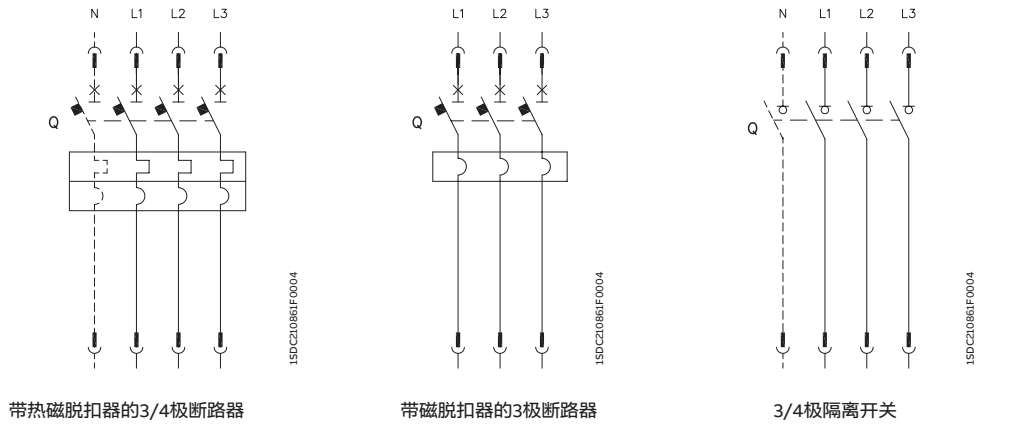 N L1 L2 L3
Q
1SDC210861F0004
带热磁脱扣器的3/4极断路器
L1 L2 L3
Q
1SDC210861F0004
带磁脱扣器的3极断路器
N L1 L2 L3
Q
1SDC210861F0004
3/4极隔离开关